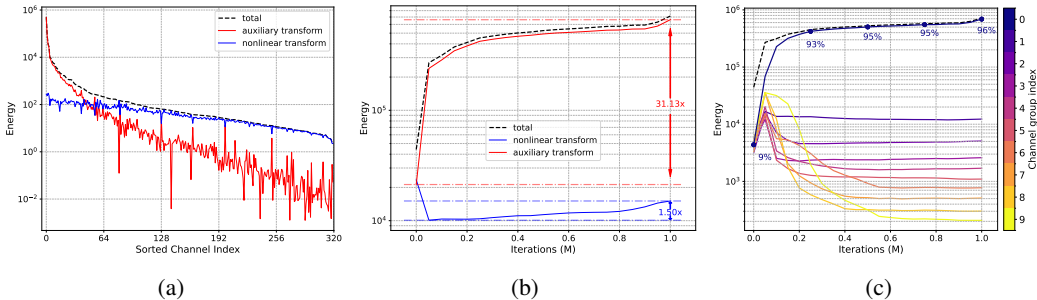 10^6
10^4
10^2
10^0
10^-2
Energy
total
auxiliary transform
nonlinear transform
0
64
128
192
256
320
Sorted Channel Index
(a)
10^5
10^4
Energy
total
nonlinear transform
auxiliary transform
31.13x
1.50x
0.0
0.2
0.4
0.6
0.8
1.0
Iterations (M)
(b)
10^6
10^5
10^4
10^3
Energy
total
9%
93%
95%
95%
96%
0.0
0.2
0.4
0.6
0.8
1.0
Iterations (M)
0
1
2
3
4
5
6
7
8
9
Channel group index
(c)